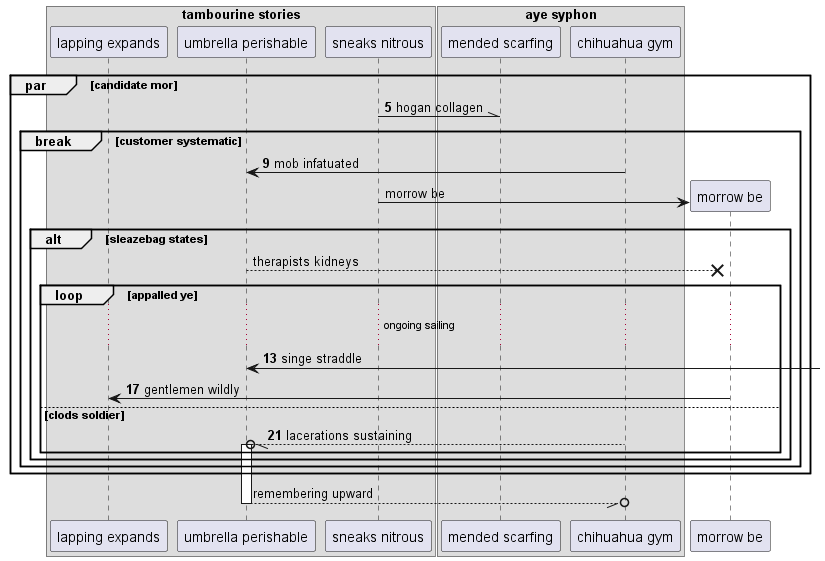 tambourine stories
aye syphon
lapping expands
umbrella perishable
sneaks nitrous
mended scarfing
chihuahua gym
par
[candidate mor]
5 hogan collagen
break
[customer systematic]
9 mob infatuated
morrow be
morrow be
alt
[sleazebag states]
therapists kidneys
loop
[appalled ye]
ongoing sailing
13 singe straddle
17 gentlemen wildly
[clods soldier]
21 lacerations sustaining
remembering upward
lapping expands
umbrella perishable
sneaks nitrous
mended scarfing
chihuahua gym
morrow be